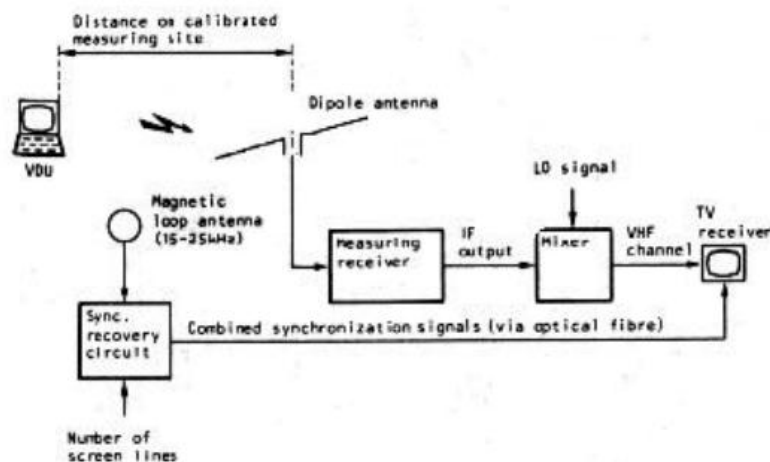 Distance on calibrated
measuring site
Dipole antenna
VDU
Magnetic
loop antenna
(15-25kHz)
LO signal
TV
receiver
Measuring
receiver
IF
output
Mixer
VHF
channel
Sync.
recovery
circuit
Combined synchronization signals (via optical fibre)
Number of
screen lines